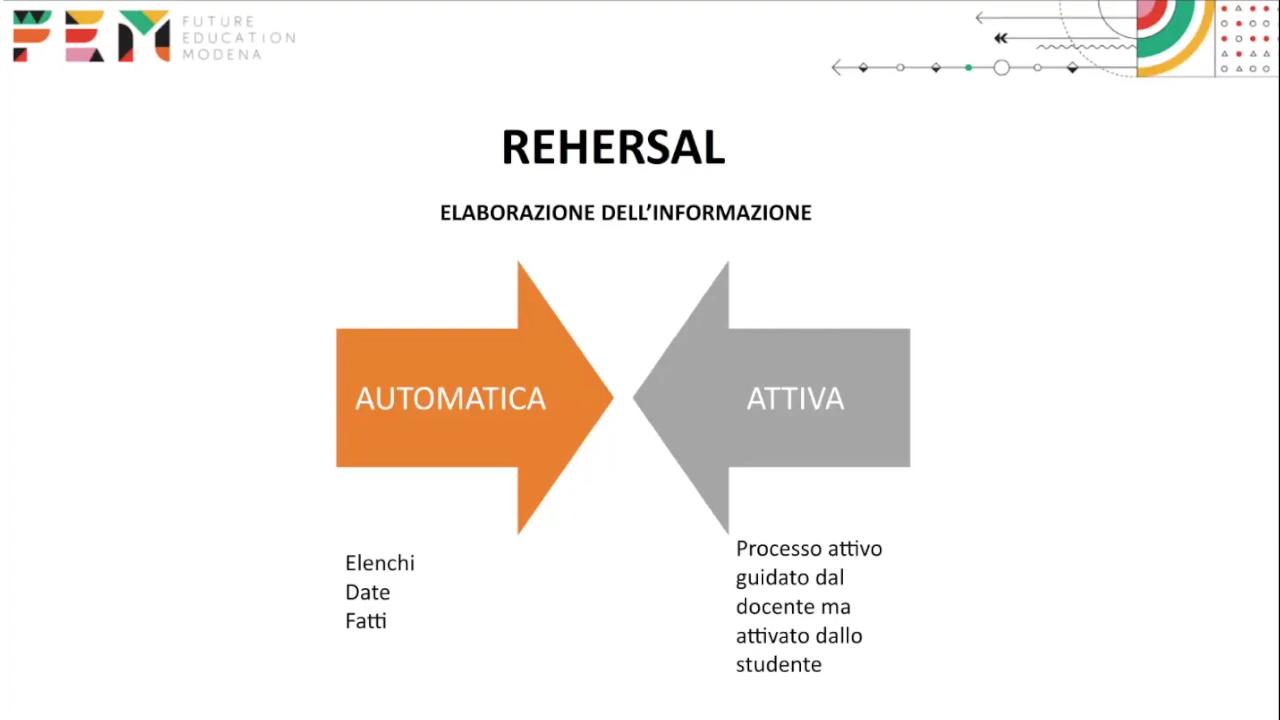 FEM FUTURE
EDUCATION
MODENA
REHERSAL
ELABORAZIONE DELL'INFORMAZIONE
AUTOMATICA
ATTIVA
Elenchi
Date
Fatti
Processo attivo
guidato dal
docente ma
attivato dallo
studente